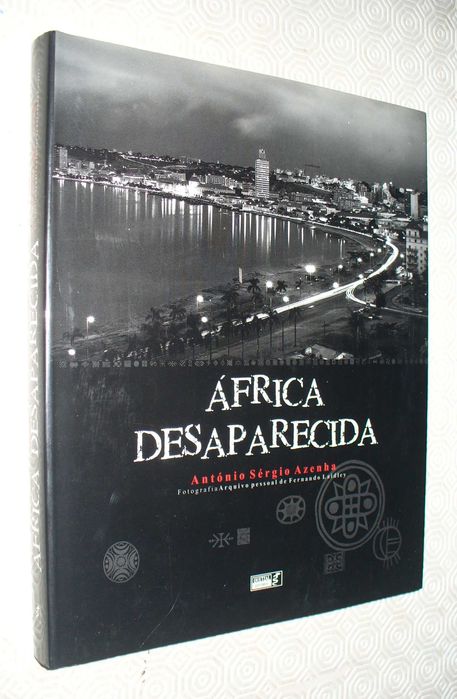 ÁFRICA DESAPARECIDA
ÁFRICA
DESAPARECIDA
António Sérgio Azenha
Fotografia Arquivo pessoal de Fernando Laidley